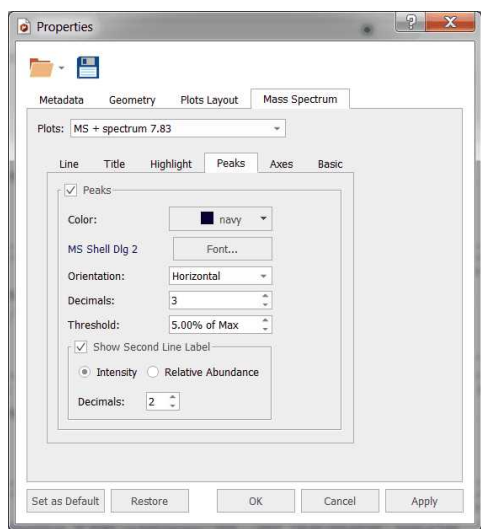 Properties
Metadata Geometry Plots Layout Mass Spectrum
Plots: MS + spectrum 7.83
Line Title Highlight Peaks Axes Basic
Peaks
Color: navy
MS Shell Dlg 2 Font...
Orientation: Horizontal
Decimals: 3
Threshold: 5.00% of Max
Show Second Line Label
Intensity Relative Abundance
Decimals: 2
Set as Default Restore OK Cancel Apply